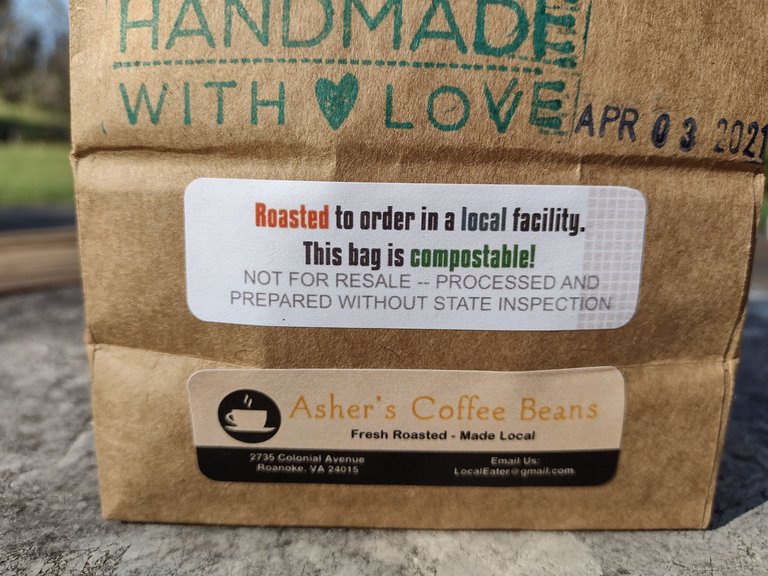 HANDMADE
WITH LOVE
APR 03 2021
Roasted to order in a local facility.
This bag is compostable!
NOT FOR RESALE -- PROCESSED AND
PREPARED WITHOUT STATE INSPECTION
Asher's Coffee Beans
Fresh Roasted - Made Local
2735 Colonial Avenue
Roanoke, VA 24015
Email Us:
LocalEater@gmail.com